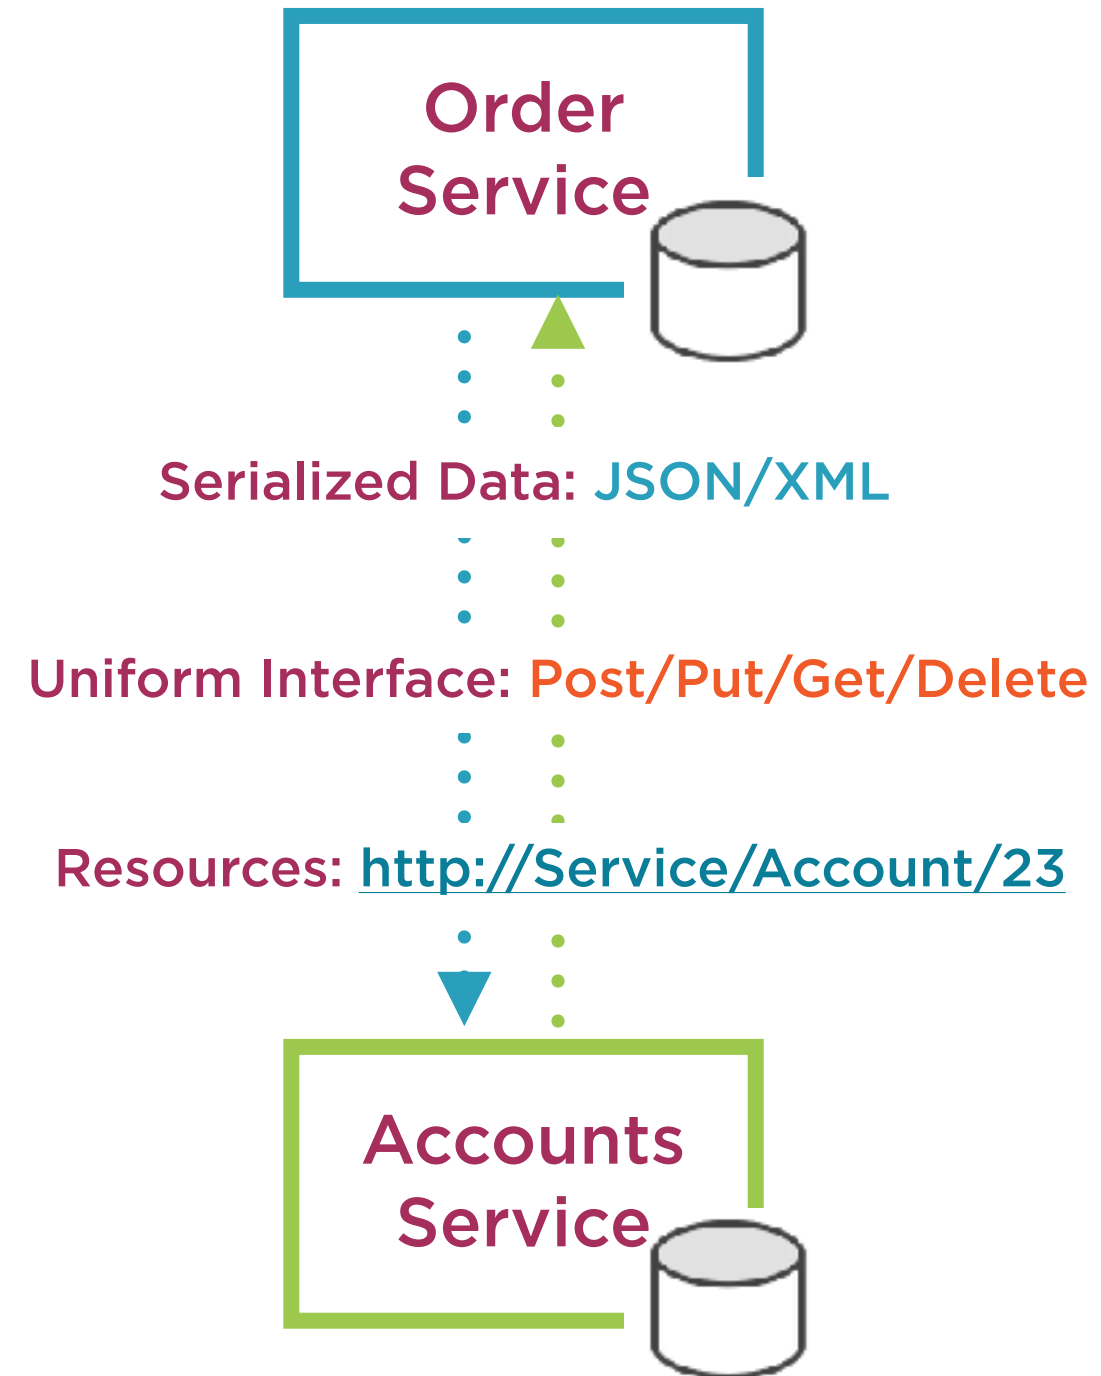 Order
Service
Serialized Data: JSON/XML
Uniform Interface: Post/Put/Get/Delete
Resources: http://Service/Account/23
Accounts
Service